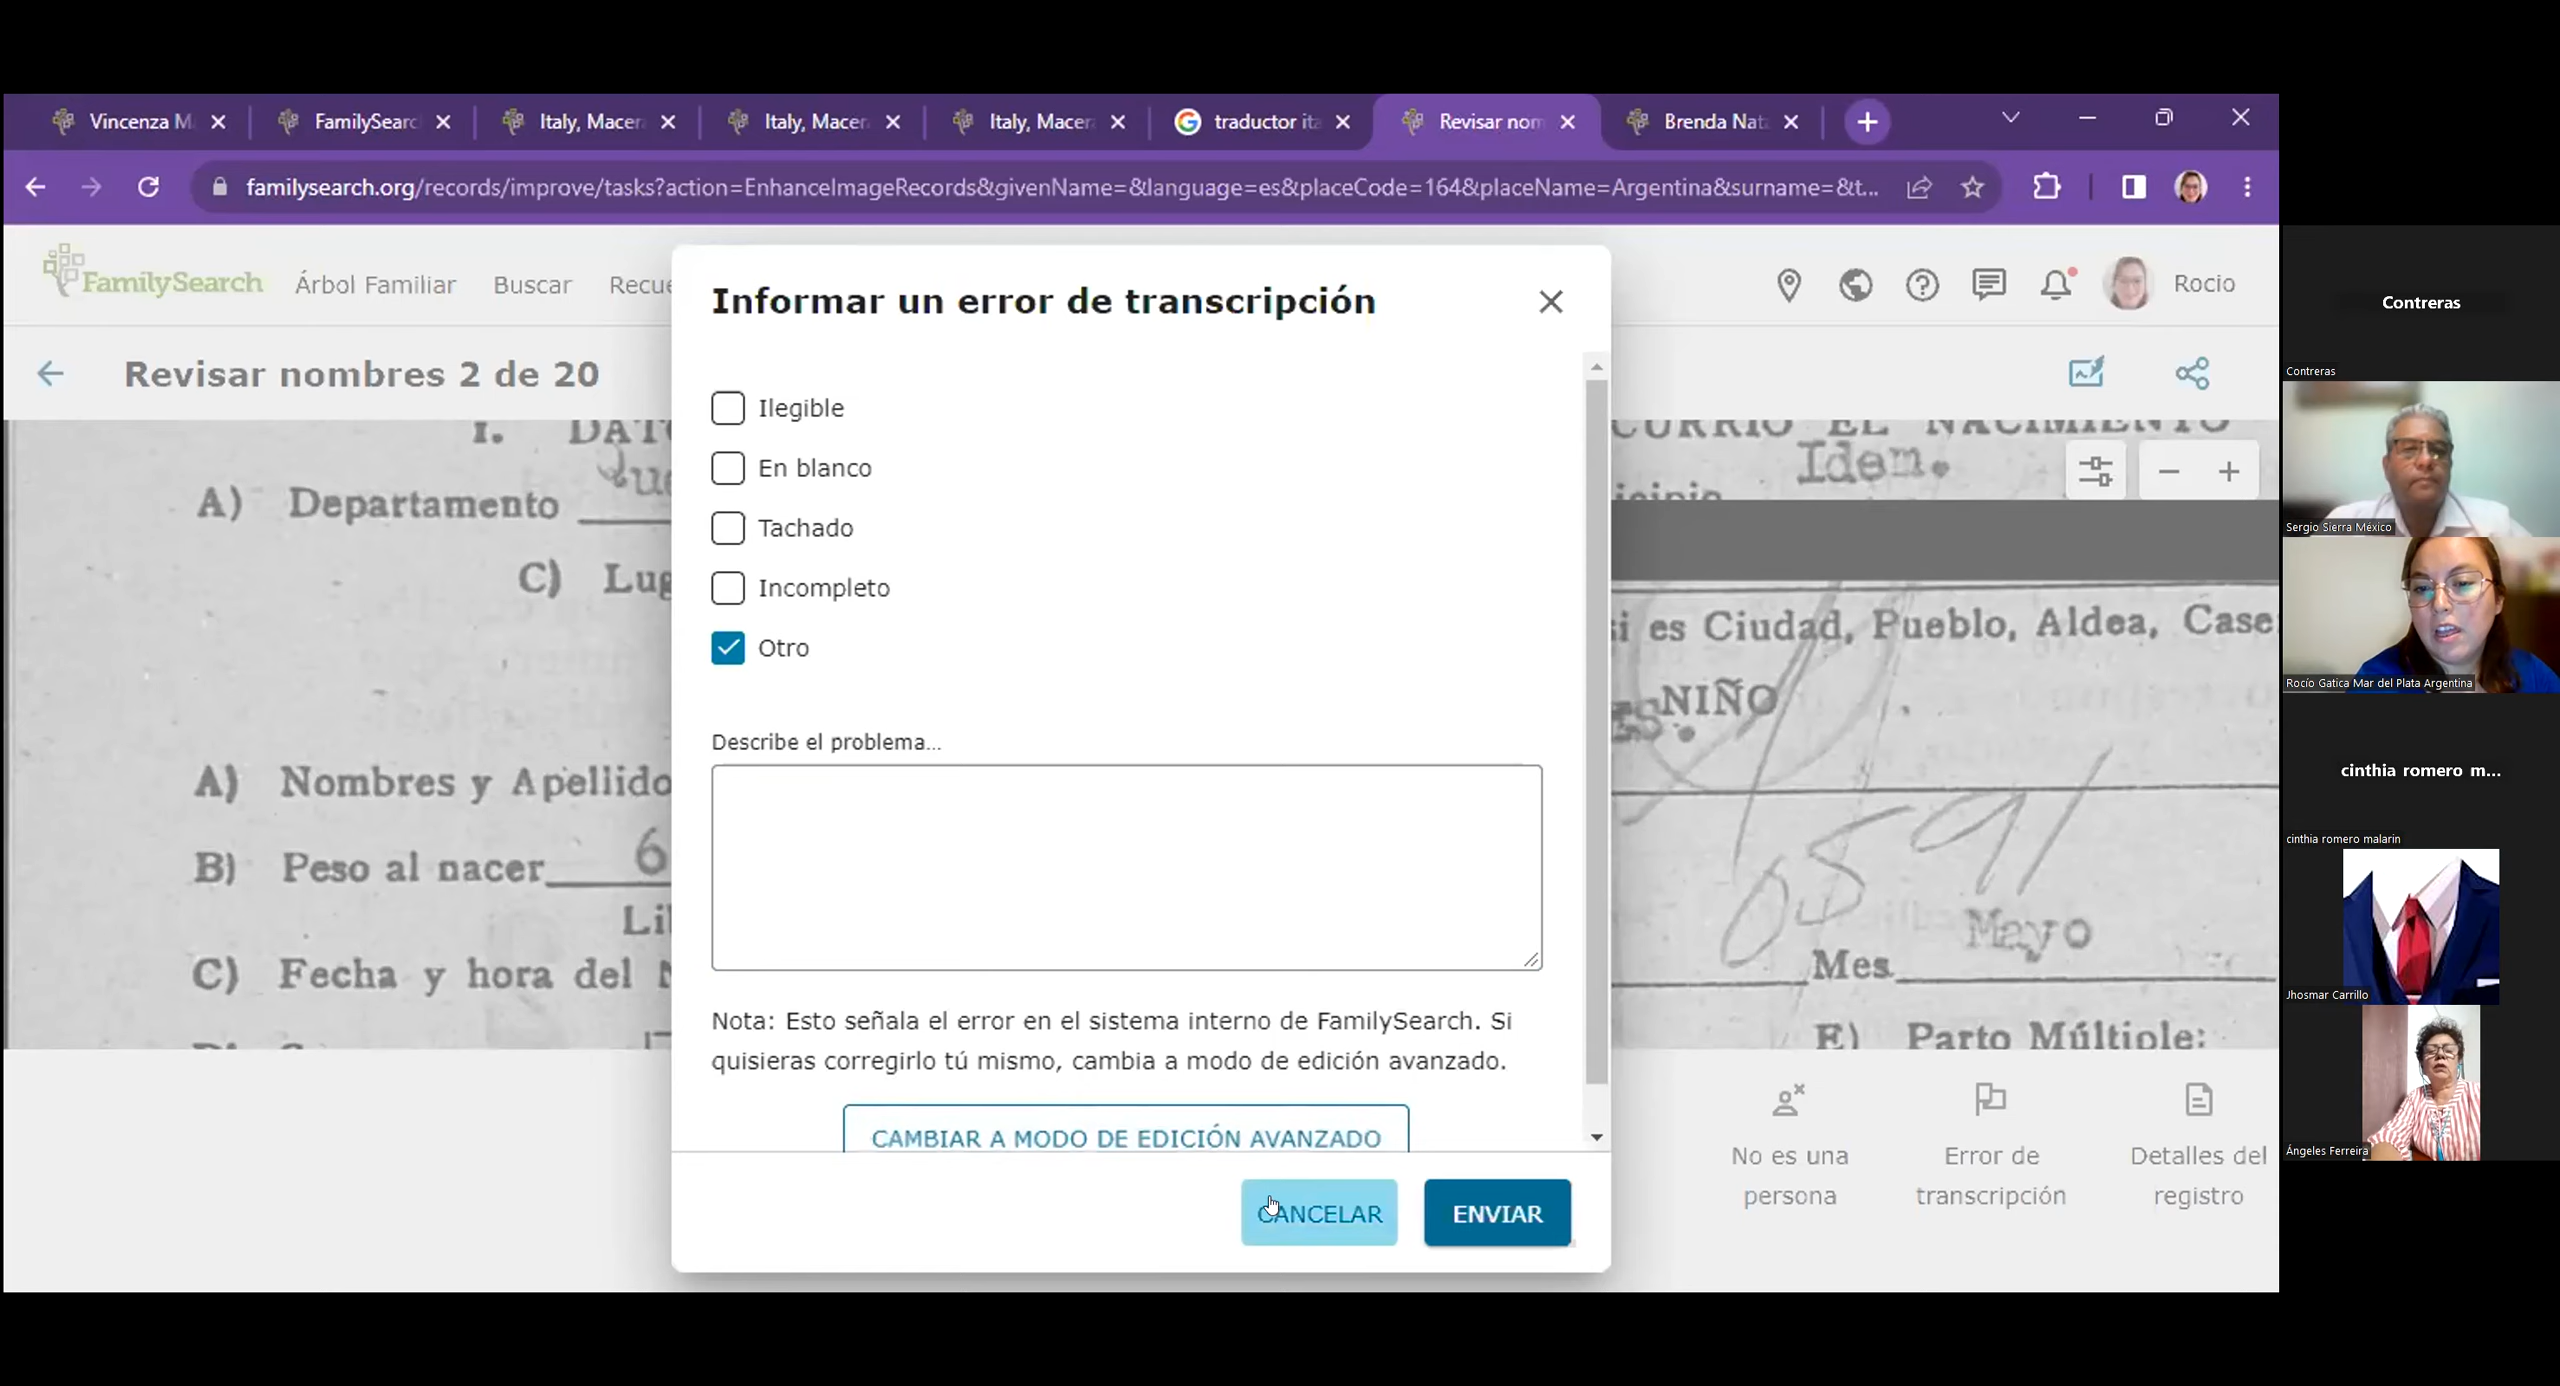 Vincenza M
FamilySearc
Italy, Macer
Italy, Macer
Italy, Macer
traductor ita
Revisar nom
Brenda Nat
familysearch.org/records/improve/tasks?action=EnhanceImageRecords&givenName=&language=es&placeCode=164&placeName=Argentina&surname=&t...
FamilySearch
Árbol Familiar
Buscar
Recue
Rocio
Revisar nombres 2 de 20
Informar un error de transcripción
Ilegible
En blanco
Tachado
Incompleto
Otro
Describe el problema...
Nota: Esto señala el error en el sistema interno de FamilySearch. Si
quisieras corregirlo tú mismo, cambia a modo de edición avanzado.
CAMBIAR A MODO DE EDICIÓN AVANZADO
CANCELAR
ENVIAR
I. DAT
CURRIO EL NACIMIENTO
Idem.
A) Departamento
C) Lug
si es Ciudad, Pueblo, Aldea, Case
NIÑO
A) Nombres y Apellido
B) Peso al nacer 6
Li
05 91
Mayo
C) Fecha y hora del N
Mes
E) Parto Múltiple:
No es una
persona
Error de
transcripción
Detalles del
registro
Contreras
Contreras
Sergio Sierra México
Rocío Gatica Mar del Plata Argentina
cinthia romero m...
cinthia romero malarin
Jhosmar Carrillo
Ángeles Ferreira